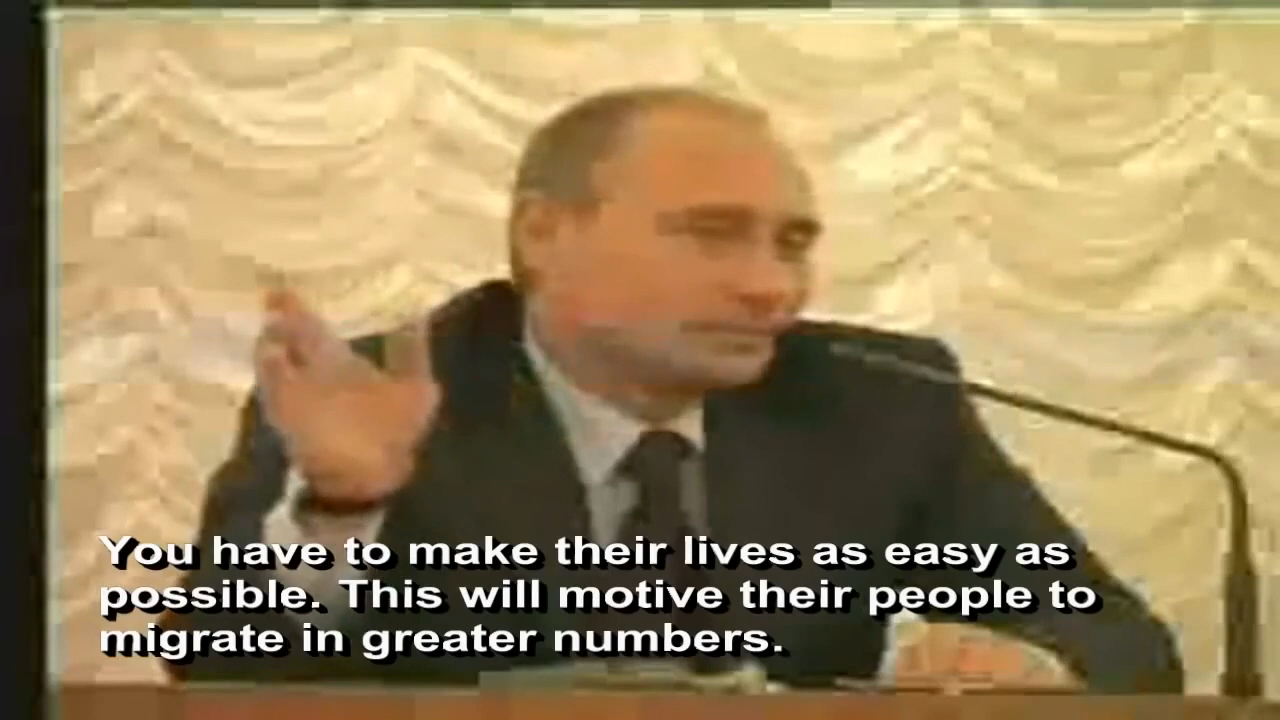 You have to make their lives as easy as
possible. This will motive their people to
migrate in greater numbers.